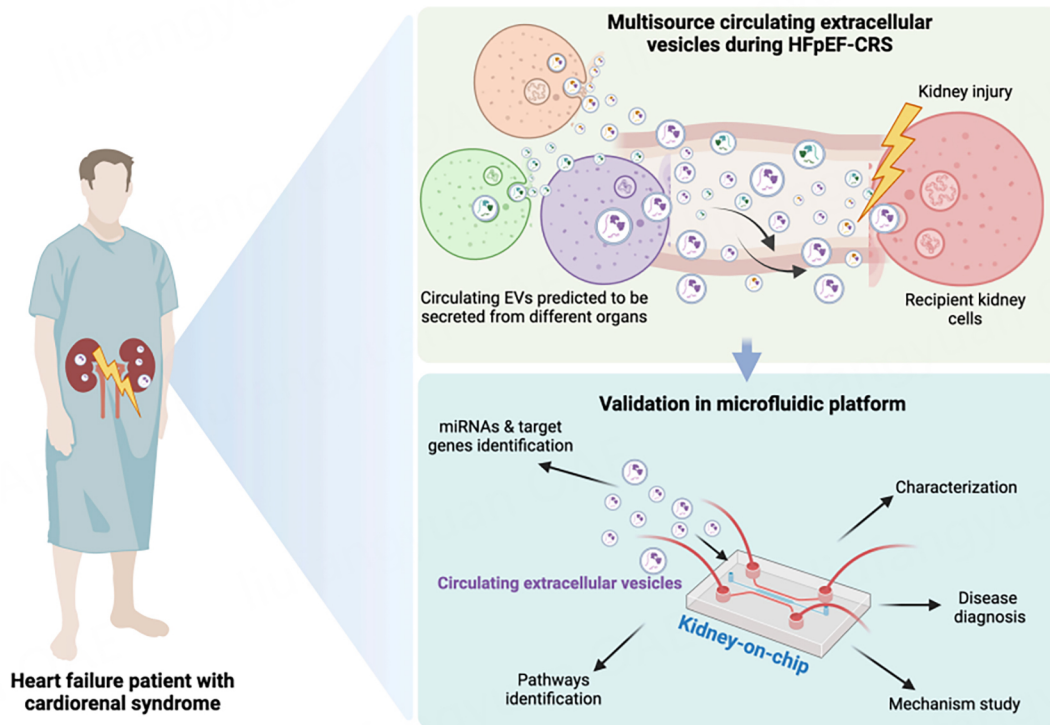 Multisource circulating extracellular
vesicles during HFpEF-CRS
Kidney injury
Circulating EVs predicted to be
secreted from different organs
Recipient kidney
cells
Validation in microfluidic platform
miRNAs & target
genes identification
Characterization
Circulating extracellular vesicles
Disease
diagnosis
Kidney-on-chip
Pathways
identification
Mechanism study
Heart failure patient with
cardiorenal syndrome